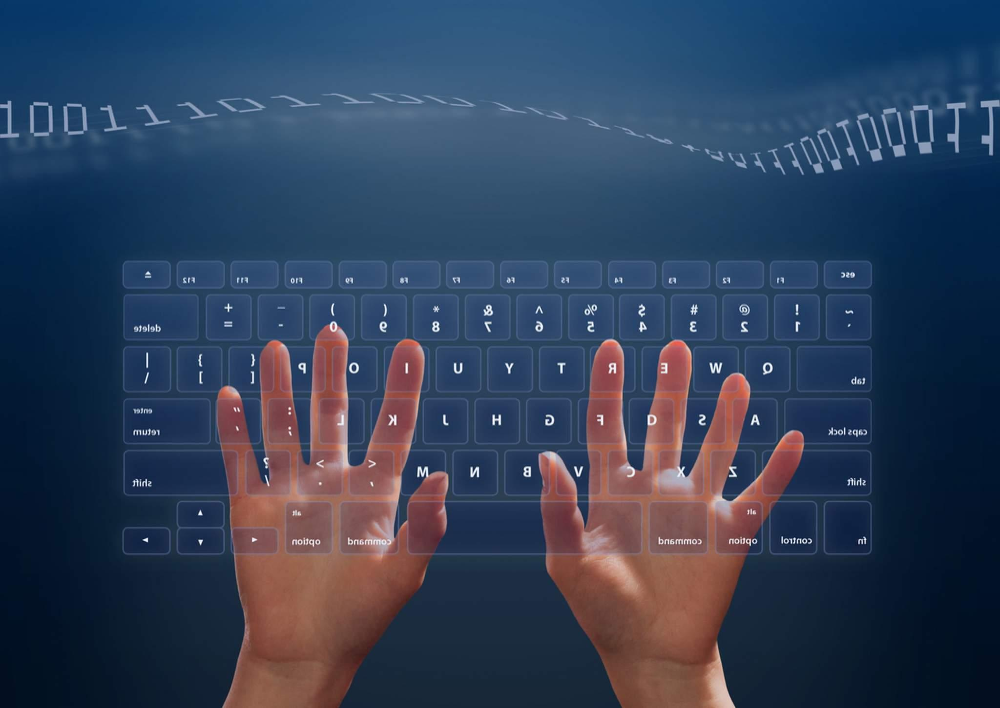 10011101100101
esc F1 F2 F3 F4 F5 F6 F7 F8 F9 F10 F11 F12
~ ! @ # $ % ^ & * ( ) _ +
` 1 2 3 4 5 6 7 8 9 0 - = delete
tab Q W E R T Y U I O P { } |
[ ] \
caps lock A S D F G H J K L : " enter
; ' return
shift Z X C V B N M < > ? shift
, . /
alt alt
fn control option command command option